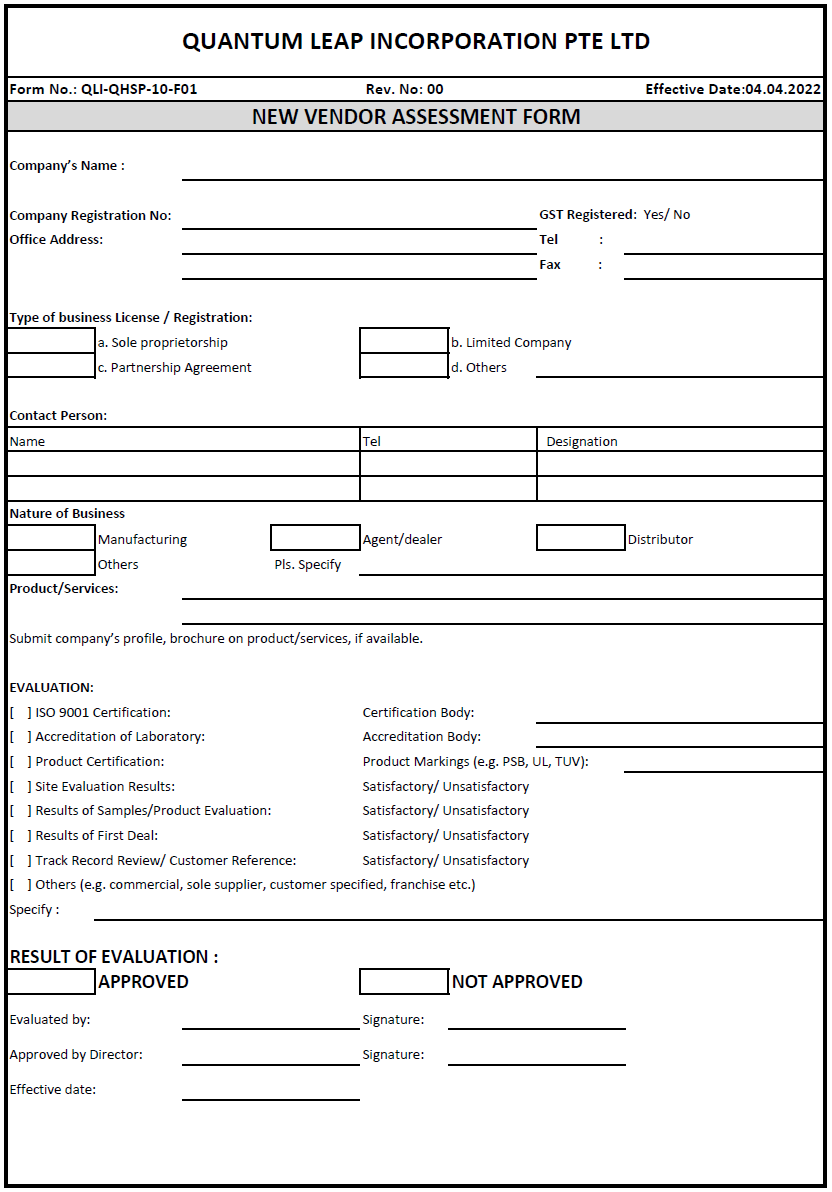 QUANTUM LEAP INCORPORATION PTE LTD
Form No.: QLI-QHSP-10-F01 Rev. No: 00 Effective Date:04.04.2022
NEW VENDOR ASSESSMENT FORM
Company's Name :
Company Registration No: GST Registered: Yes/ No
Office Address: Tel :
Fax :
Type of business License / Registration:
a. Sole proprietorship b. Limited Company
c. Partnership Agreement d. Others
Contact Person:
Name Tel Designation
Nature of Business
Manufacturing Agent/dealer Distributor
Others Pls. Specify
Product/Services:
Submit company's profile, brochure on product/services, if available.
EVALUATION:
[ ] ISO 9001 Certification: Certification Body:
[ ] Accreditation of Laboratory: Accreditation Body:
[ ] Product Certification: Product Markings (e.g. PSB, UL, TUV):
[ ] Site Evaluation Results: Satisfactory/ Unsatisfactory
[ ] Results of Samples/Product Evaluation: Satisfactory/ Unsatisfactory
[ ] Results of First Deal: Satisfactory/ Unsatisfactory
[ ] Track Record Review/ Customer Reference: Satisfactory/ Unsatisfactory
[ ] Others (e.g. commercial, sole supplier, customer specified, franchise etc.)
Specify :
RESULT OF EVALUATION :
APPROVED NOT APPROVED
Evaluated by: Signature:
Approved by Director: Signature:
Effective date: